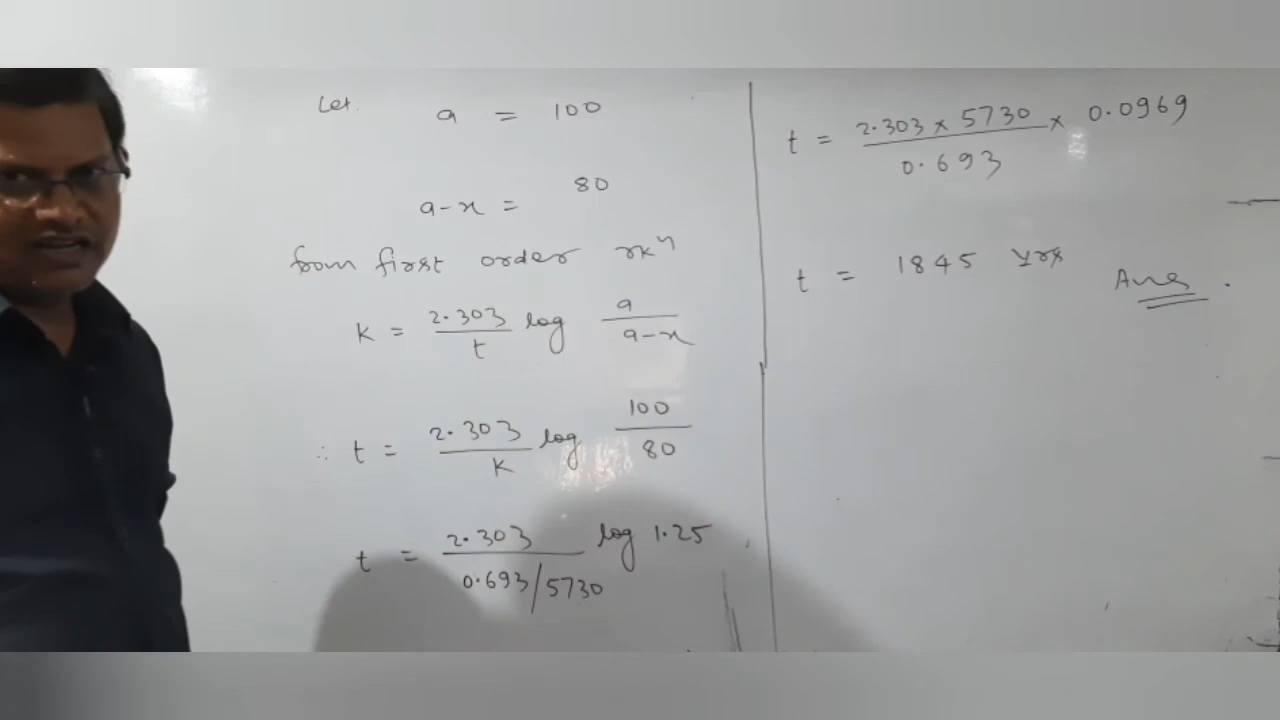 Let. a = 100
a-x = 80
from first order rxn
K = 2.303/t log a/a-x
∴ t = 2.303/K log 100/80
t = 2.303/0.693/5730 log 1.25
t = 2.303 × 5730/0.693 × 0.0969
t = 1845 yrs
Ans.